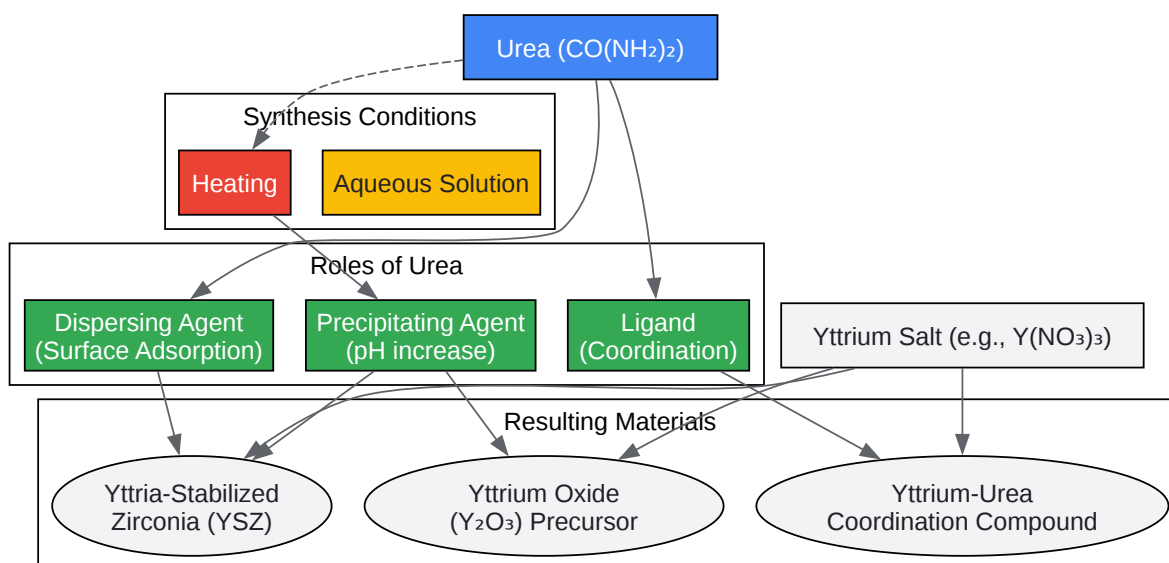 Urea (CO(NH₂)₂)
Synthesis Conditions
Heating
Aqueous Solution
Roles of Urea
Dispersing Agent
(Surface Adsorption)
Precipitating Agent
(pH increase)
Ligand
(Coordination)
Yttrium Salt (e.g., Y(NO₃)₃)
Resulting Materials
Yttria-Stabilized
Zirconia (YSZ)
Yttrium Oxide
(Y₂O₃) Precursor
Yttrium-Urea
Coordination Compound